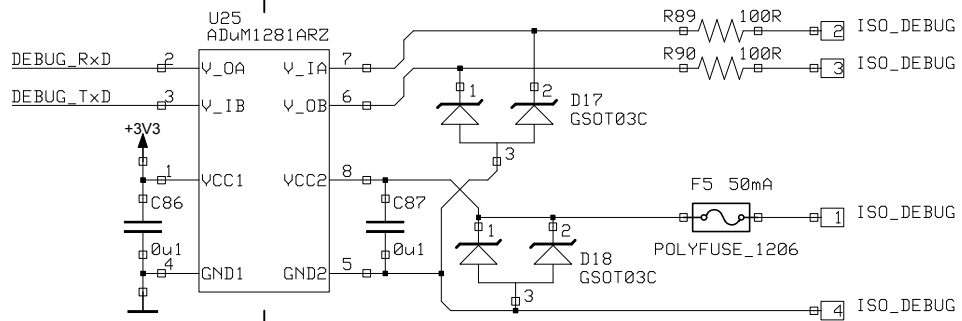 U25
ADuM1281ARZ
R89 100R
2 ISO_DEBUG
DEBUG_RxD 2 V_OA V_IA 7
R90 100R
3 ISO_DEBUG
DEBUG_TxD 3 V_IB V_OB 6
1 2 D17
GSOT03C
3
+3V3
1 VCC1 VCC2 8
F5 50mA
C86 C87
1 ISO_DEBUG
0u1 0u1
1 2 D18
GSOT03C
POLYFUSE_1206
4 GND1 GND2 5
3
4 ISO_DEBUG